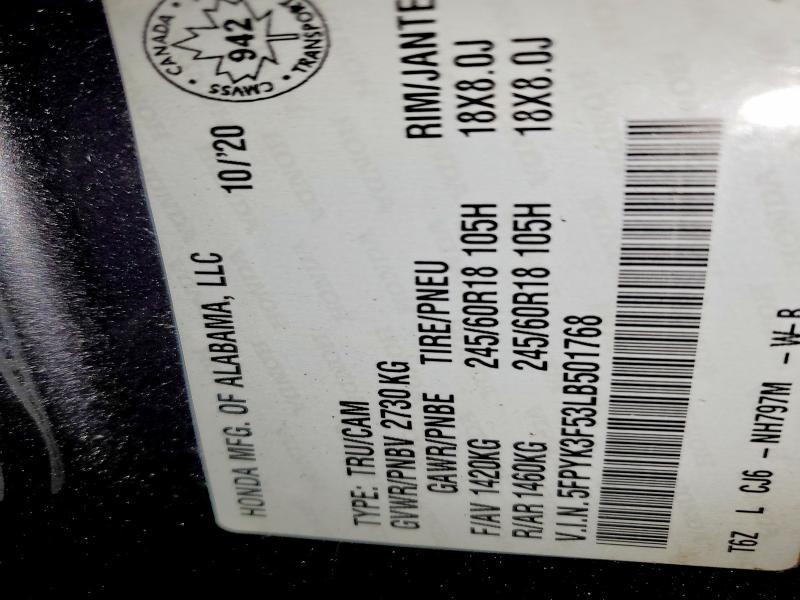 CANADA
942
CMVSS
TRANSPORT
HONDA MFG. OF ALABAMA, LLC 10/'20
TYPE: TRU/CAM
GVWR/PNBV 2730KG
GAWR/PNBE TIRE/PNEU RIM/JANTE
F/AV 1420KG 245/60R18 105H 18X8.0J
R/AR 1460KG 245/60R18 105H 18X8.0J
V.I.N. 5FPYK3F53LB501768
T6Z L CJ6 - NH797M - W-B